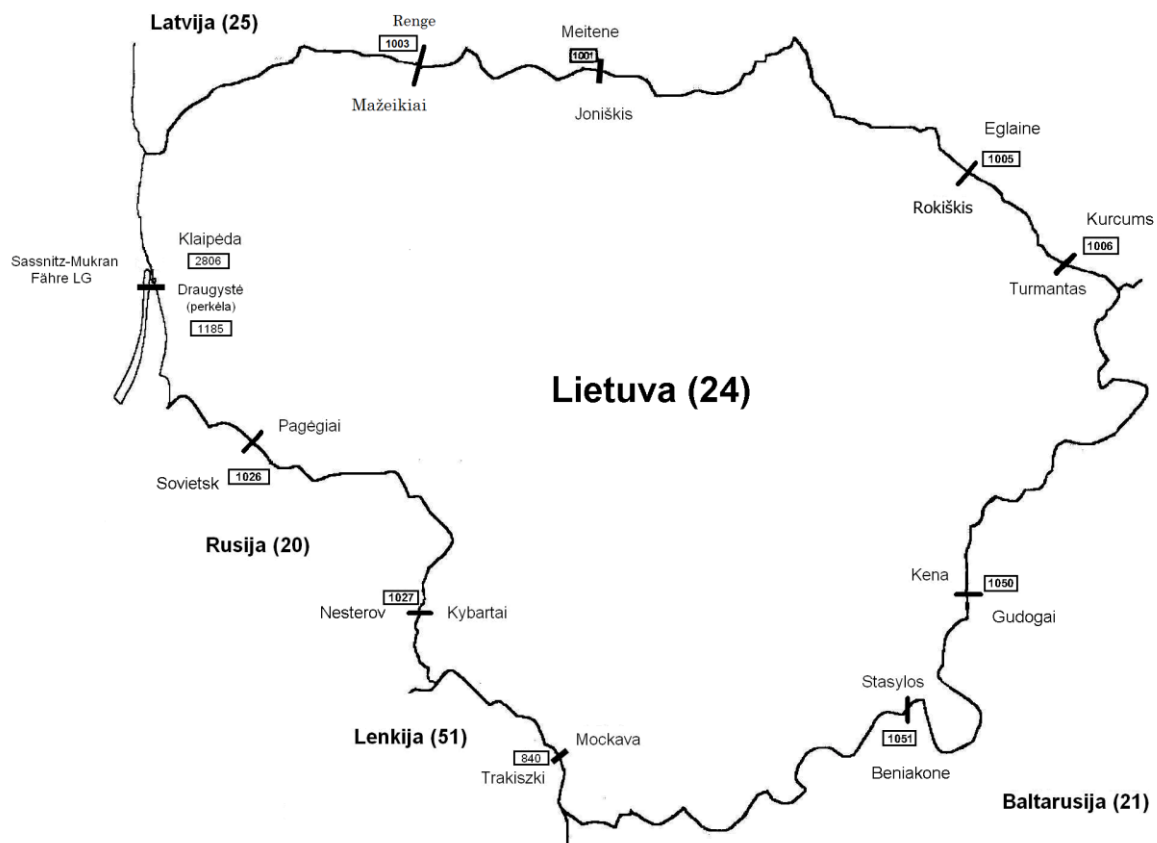 Latvija (25)
Renge
1003
Mažeikiai
Meitene
1001
Joniškis
Eglaine
1005
Rokiškis
Kurcums
1006
Turmantas
Klaipėda
2806
Sassnitz-Mukran
Fähre LG
Draugystė
(perkėla)
1185
Lietuva (24)
Pagėgiai
Sovietsk
1026
Rusija (20)
Kena
1050
Gudogai
1027
Nesterov
Kybartai
Stasylos
1051
Beniakone
Lenkija (51)
Mockava
840
Trakiszki
Baltarusija (21)